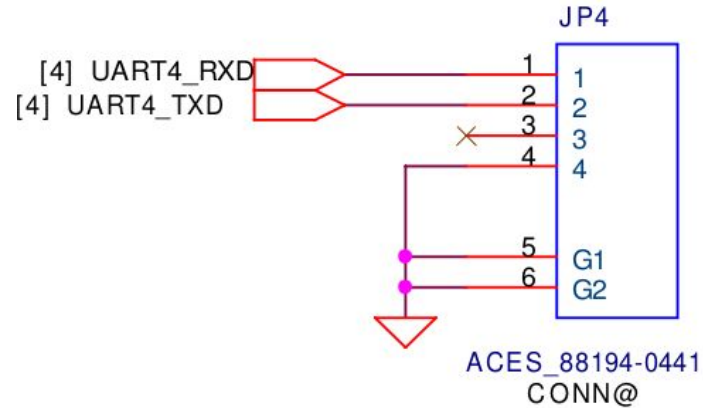 JP4
[4] UART4_RXD 1 1
[4] UART4_TXD 2 2
3 3
4 4
5 G1
6 G2
ACES_88194-0441
CONN@